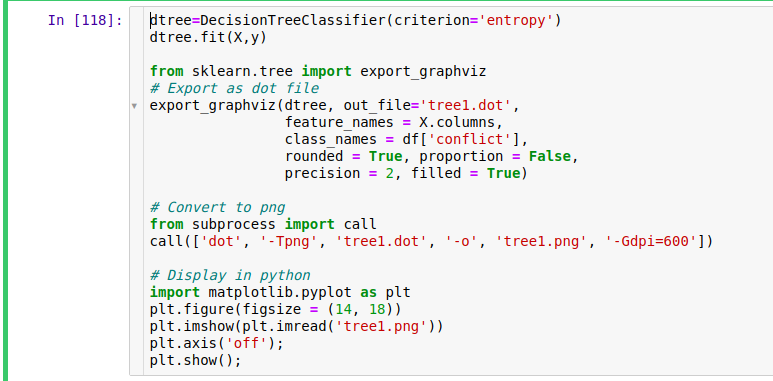 In [118]:
dtree=DecisionTreeClassifier(criterion='entropy')
dtree.fit(X,y)
from sklearn.tree import export_graphviz
# Export as dot file
export_graphviz(dtree, out_file='tree1.dot',
                feature_names = X.columns,
                class_names = df['conflict'],
                rounded = True, proportion = False,
                precision = 2, filled = True)
# Convert to png
from subprocess import call
call(['dot', '-Tpng', 'tree1.dot', '-o', 'tree1.png', '-Gdpi=600'])
# Display in python
import matplotlib.pyplot as plt
plt.figure(figsize = (14, 18))
plt.imshow(plt.imread('tree1.png'))
plt.axis('off');
plt.show();